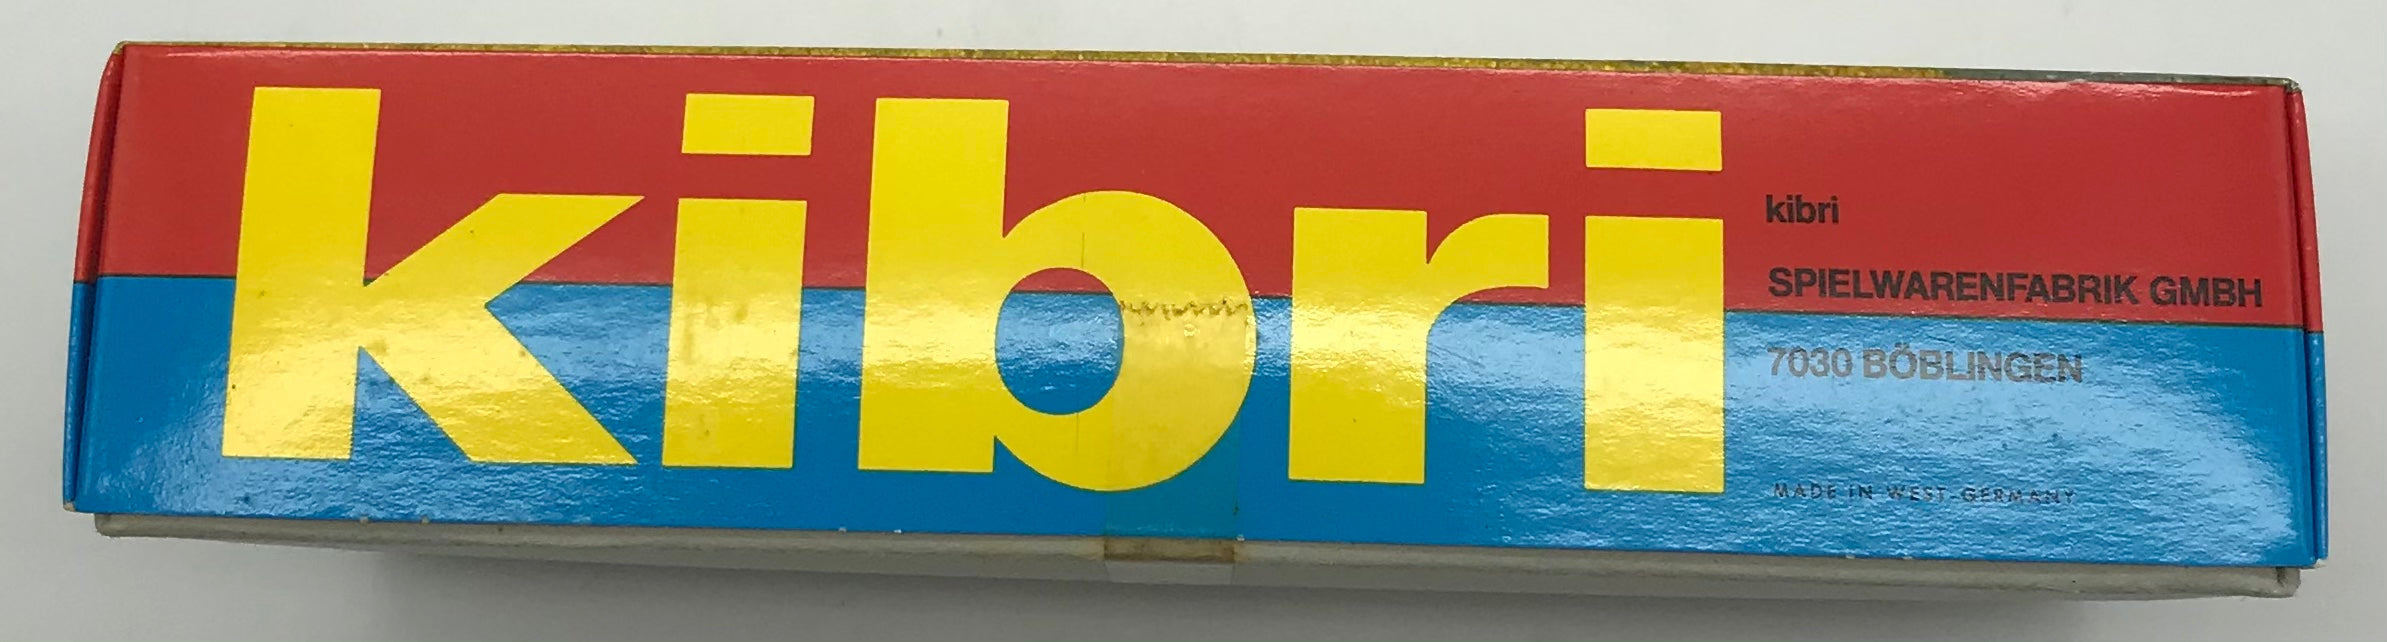 kibri
kibri
SPIELWARENFABRIK GMBH
7030 BÖBLINGEN
MADE IN WEST-GERMANY